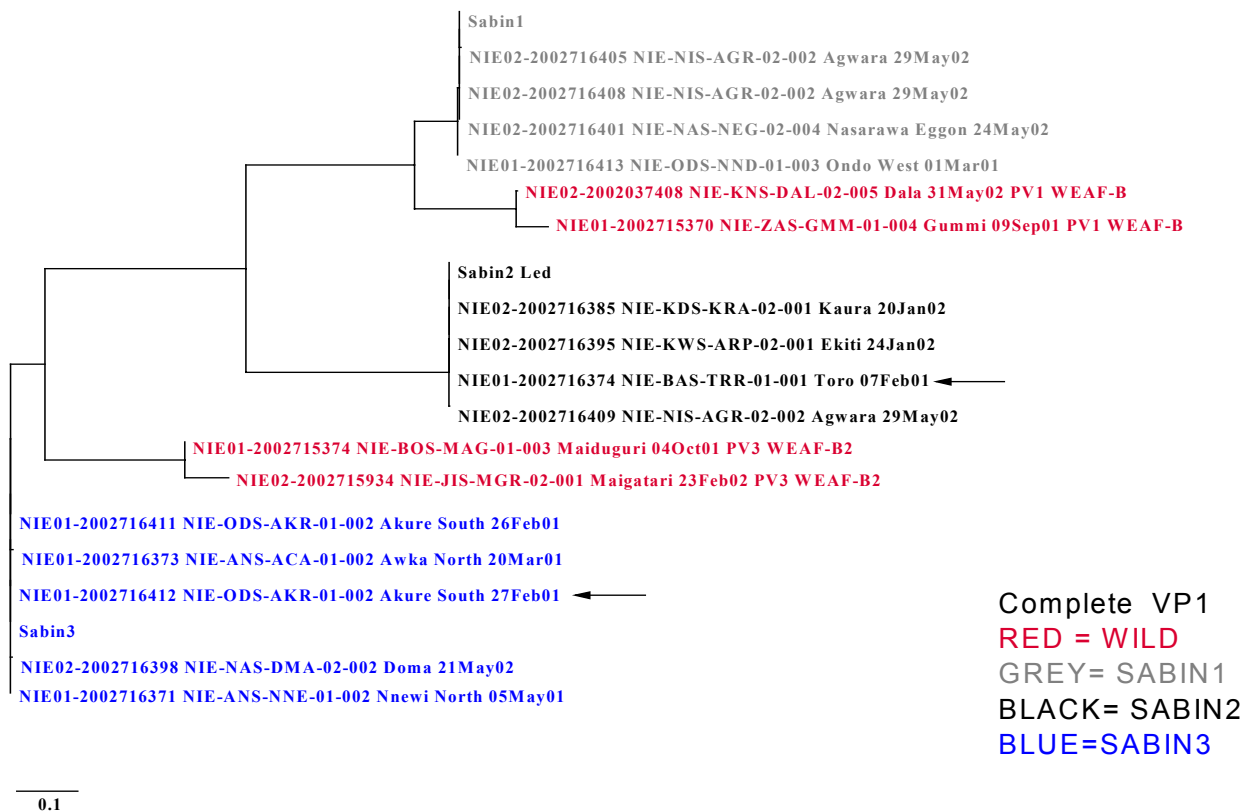 Sabin1
NIE02-2002716405 NIE-NIS-AGR-02-002 Agwara 29May02
NIE02-2002716408 NIE-NIS-AGR-02-002 Agwara 29May02
NIE02-2002716401 NIE-NAS-NEG-02-004 Nasarawa Eggon 24May02
NIE01-2002716413 NIE-ODS-NND-01-003 Ondo West 01Mar01
NIE02-2002037408 NIE-KNS-DAL-02-005 Dala 31May02 PV1 WEAF-B
NIE01-2002715370 NIE-ZAS-GMM-01-004 Gummi 09Sep01 PV1 WEAF-B
Sabin2 Led
NIE02-2002716385 NIE-KDS-KRA-02-001 Kaura 20Jan02
NIE02-2002716395 NIE-KWS-ARP-02-001 Ekiti 24Jan02
NIE01-2002716374 NIE-BAS-TRR-01-001 Toro 07Feb01
NIE02-2002716409 NIE-NIS-AGR-02-002 Agwara 29May02
NIE01-2002715374 NIE-BOS-MAG-01-003 Maiduguri 04Oct01 PV3 WEAF-B2
NIE02-2002715934 NIE-JIS-MGR-02-001 Maigatari 23Feb02 PV3 WEAF-B2
NIE01-2002716411 NIE-ODS-AKR-01-002 Akure South 26Feb01
NIE01-2002716373 NIE-ANS-ACA-01-002 Awka North 20Mar01
NIE01-2002716412 NIE-ODS-AKR-01-002 Akure South 27Feb01
Sabin3
NIE02-2002716398 NIE-NAS-DMA-02-002 Doma 21May02
NIE01-2002716371 NIE-ANS-NNE-01-002 Nnewi North 05May01
Complete VP1
RED = WILD
GREY= SABIN1
BLACK= SABIN2
BLUE=SABIN3
0.1